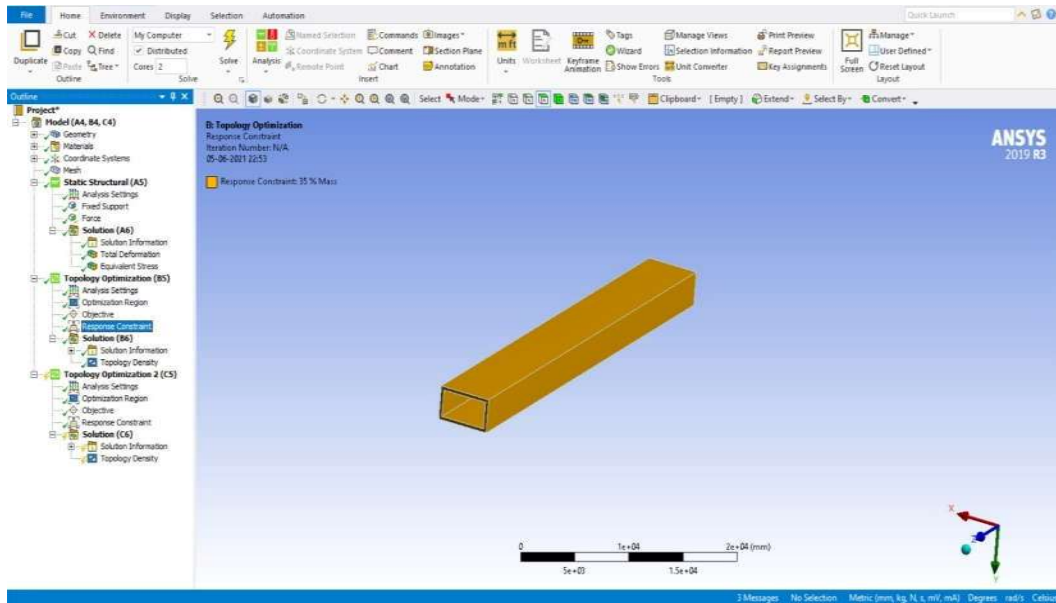 File Home Environment Display Selection Automation Quick Launch
Duplicate
Cut X Delete
Copy Find
Paste Tree
Outline
My Computer
Distributed
Cores 2
Solve
Solve
Analysis
Named Selection Commands Images
Coordinate System Comment Section Plane
Remote Point Chart Annotation
Insert
Units Worksheet Keyframe Animation
Tags
Wizard
Show Errors
Manage Views
Selection Information
Unit Converter
Print Preview
Report Preview
Key Assignments
Tools
Full Screen
Manage
User Defined
Reset Layout
Layout
Outline
Select Mode Clipboard [Empty] Extend Select By Convert
Project*
Model (A4, B4, C4)
Geometry
Materials
Coordinate Systems
Mesh
Static Structural (A5)
Analysis Settings
Fixed Support
Force
Solution (A6)
Solution Information
Total Deformation
Equivalent Stress
Topology Optimization (B5)
Analysis Settings
Optimization Region
Objective
Response Constraint
Solution (B6)
Solution Information
Topology Density
Topology Optimization 2 (C5)
Analysis Settings
Optimization Region
Objective
Response Constraint
Solution (C6)
Solution Information
Topology Density
B: Topology Optimization
Response Constraint
Iteration Number: N/A
05-06-2021 22:53
Response Constraint: 35 % Mass
ANSYS
2019 R3
0 1e+04 2e+04 (mm)
5e+03 1.5e+04
X
Z
Y
3 Messages No Selection Metric (mm, kg, N, s, mV, mA) Degrees rad/s Celsius